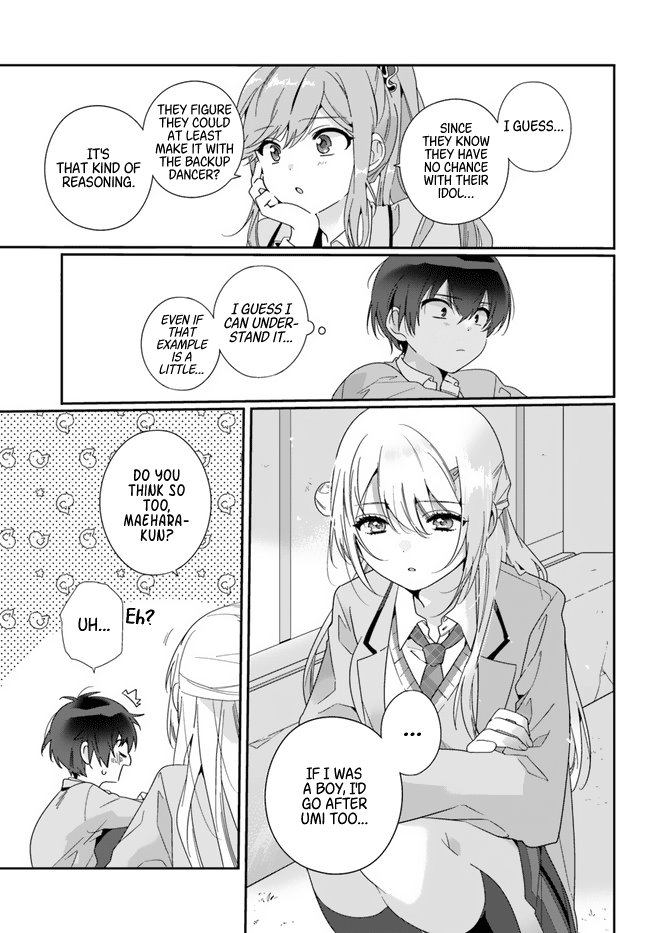 I GUESS...
SINCE
THEY KNOW
THEY HAVE
NO CHANCE
WITH THEIR
IDOL...
THEY FIGURE
THEY COULD
AT LEAST
MAKE IT WITH
THE BACKUP
DANCER?
IT'S
THAT KIND OF
REASONING.
I GUESS I
CAN UNDER-
STAND IT...
EVEN IF
THAT
EXAMPLE
IS A
LITTLE...
...
IF I WAS
A BOY, I'D
GO AFTER
UMI TOO...
DO YOU
THINK SO
TOO,
MAEHARA-
KUN?
Eh?
UH...